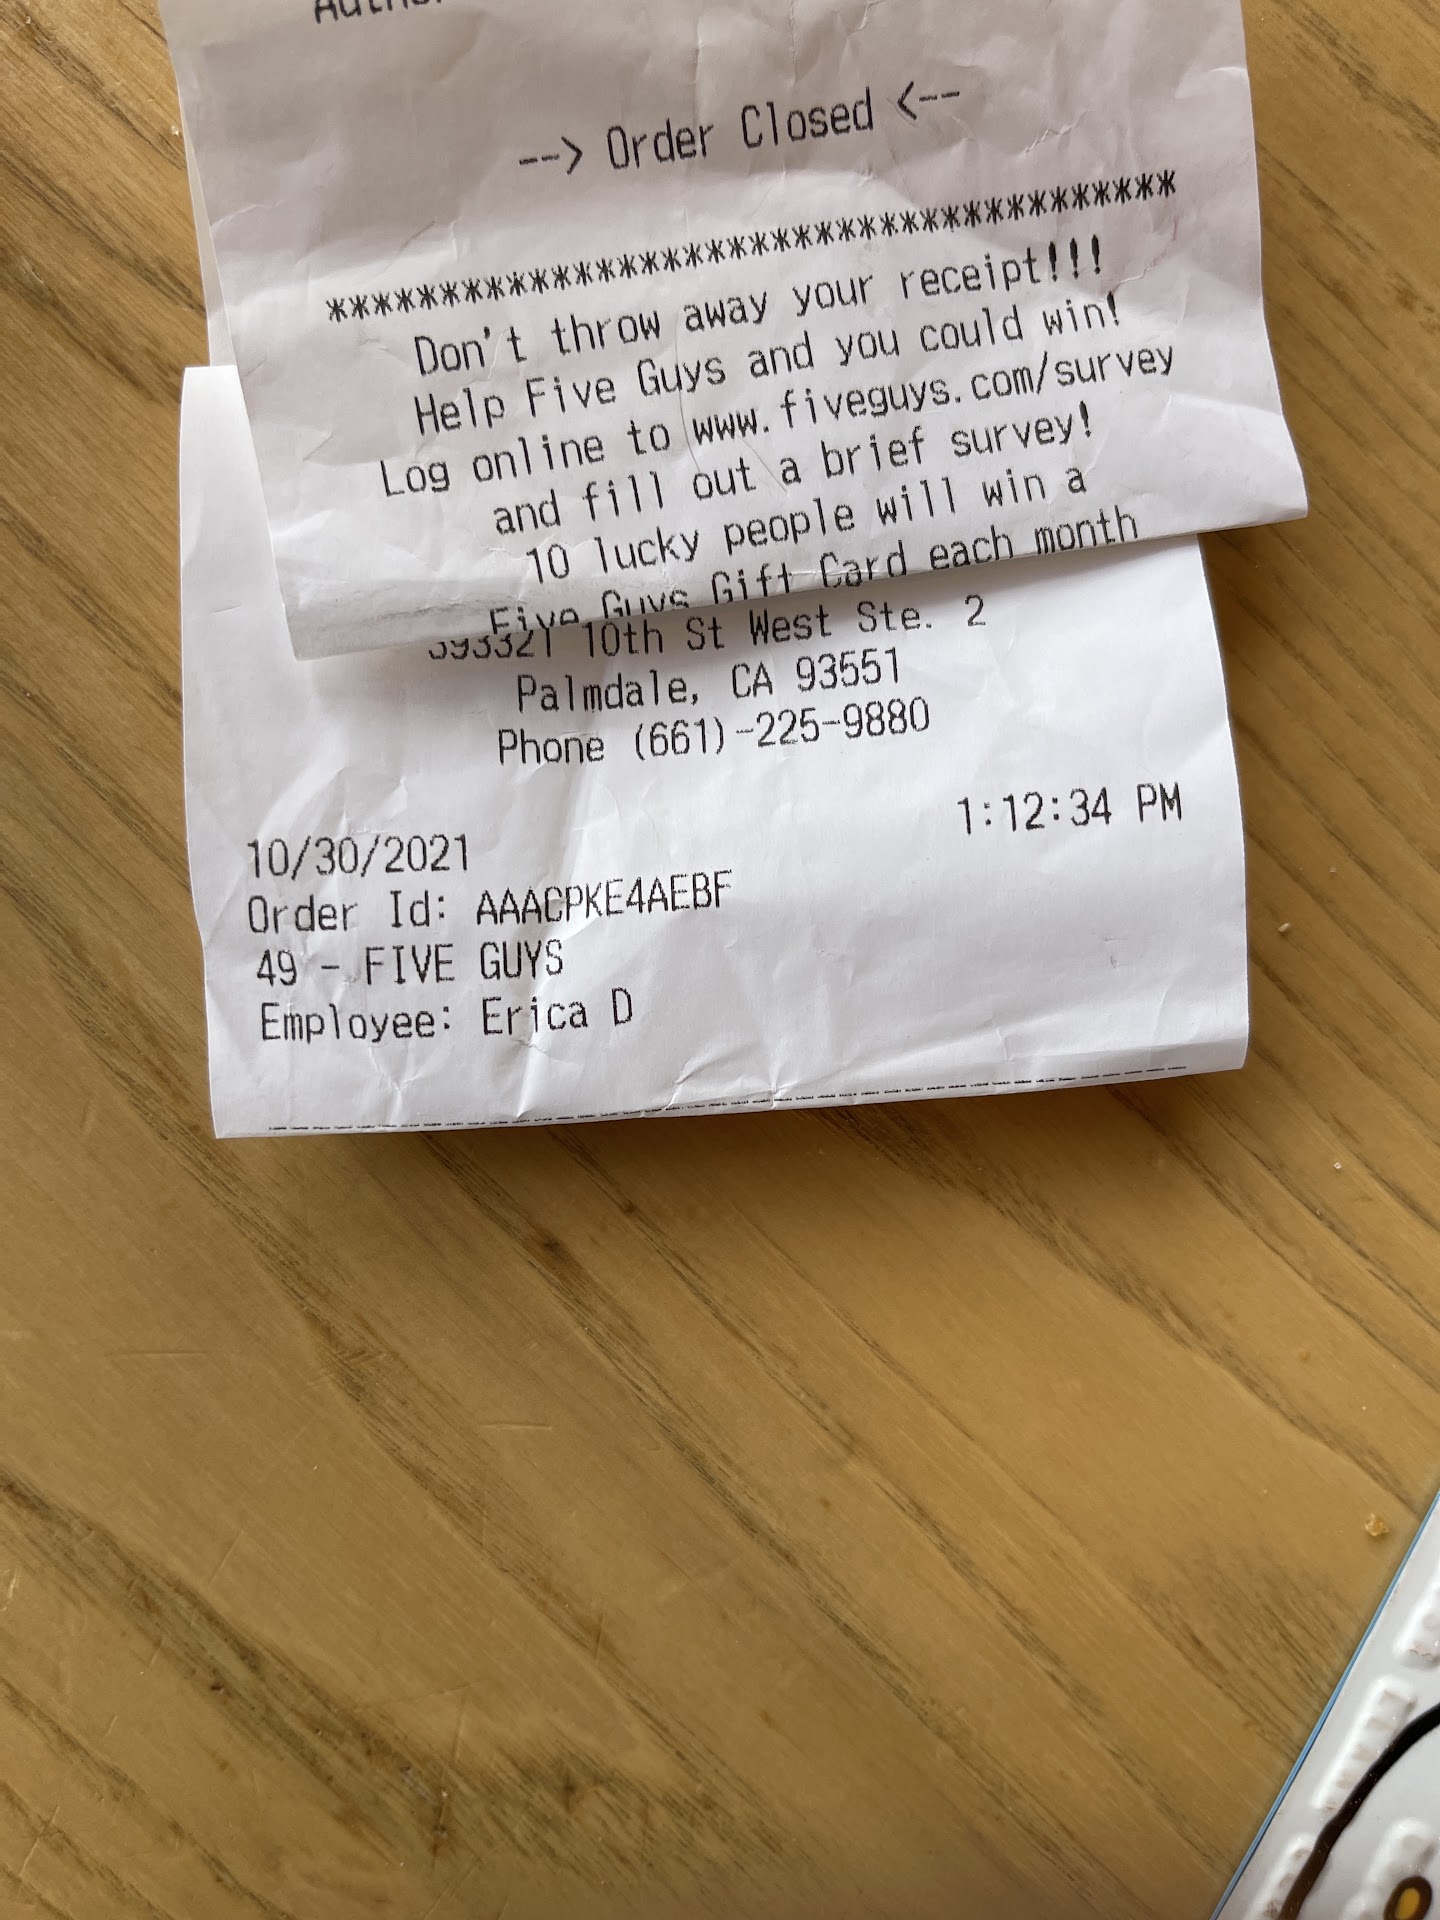 --> Order Closed <--
**************************************
Don't throw away your receipt!!!
Help Five Guys and you could win!
Log online to www.fiveguys.com/survey
and fill out a brief survey!
10 lucky people will win a
Five Guys Gift Card each month
393321 10th St West Ste. 2
Palmdale, CA 93551
Phone (661)-225-9880
10/30/2021 1:12:34 PM
Order Id: AAACPKE4AEBF
49 - FIVE GUYS
Employee: Erica D